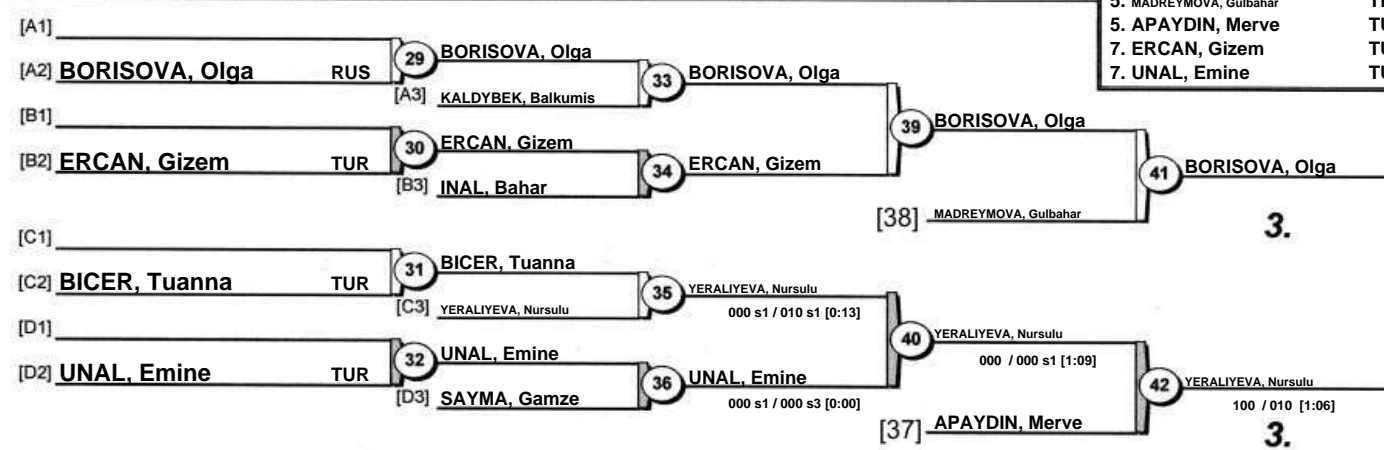 5. MADREYMOVA, Gulbahar
5. APAYDIN, Merve TU
7. ERCAN, Gizem TU
7. UNAL, Emine TU
[A1]
[A2] BORISOVA, Olga RUS
29 BORISOVA, Olga
[A3] KALDYBEK, Balkumis
33 BORISOVA, Olga
[B1]
[B2] ERCAN, Gizem TUR
30 ERCAN, Gizem
[B3] INAL, Bahar
34 ERCAN, Gizem
39 BORISOVA, Olga
[38] MADREYMOVA, Gulbahar
41 BORISOVA, Olga
3.
[C1]
[C2] BICER, Tuanna TUR
31 BICER, Tuanna
[C3] YERALIYEVA, Nursulu
35 YERALIYEVA, Nursulu
000 s1 / 010 s1 [0:13]
[D1]
[D2] UNAL, Emine TUR
32 UNAL, Emine
[D3] SAYMA, Gamze
36 UNAL, Emine
000 s1 / 000 s3 [0:00]
40 YERALIYEVA, Nursulu
000 / 000 s1 [1:09]
[37] APAYDIN, Merve
42 YERALIYEVA, Nursulu
100 / 010 [1:06]
3.